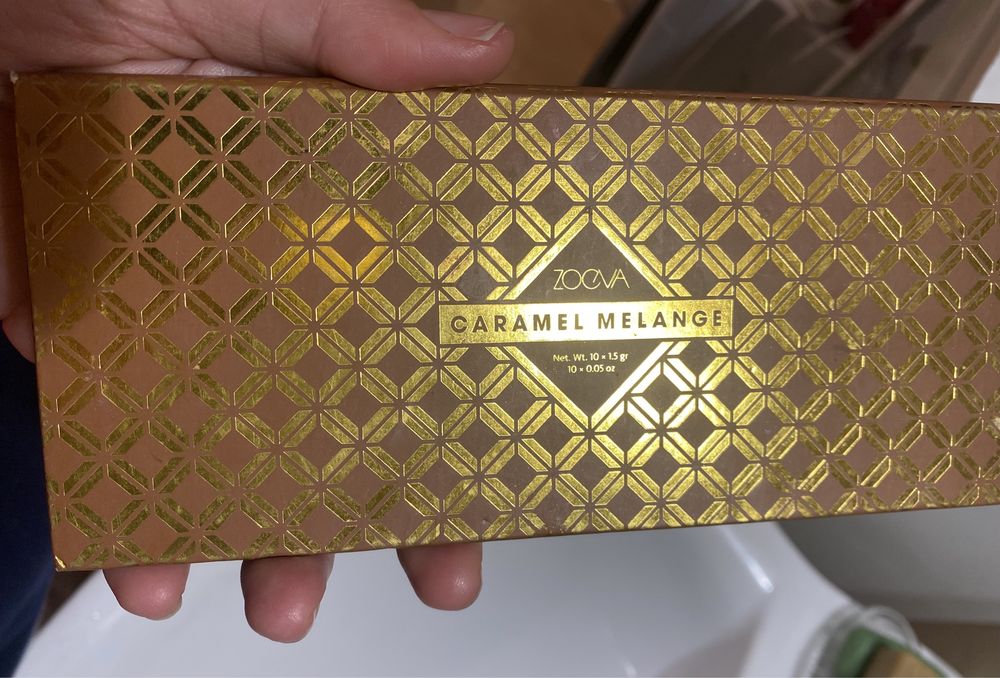 ZOEVA
CARAMEL MELANGE
Net. Wt. 10 × 1.5 gr
10 × 0.05 oz